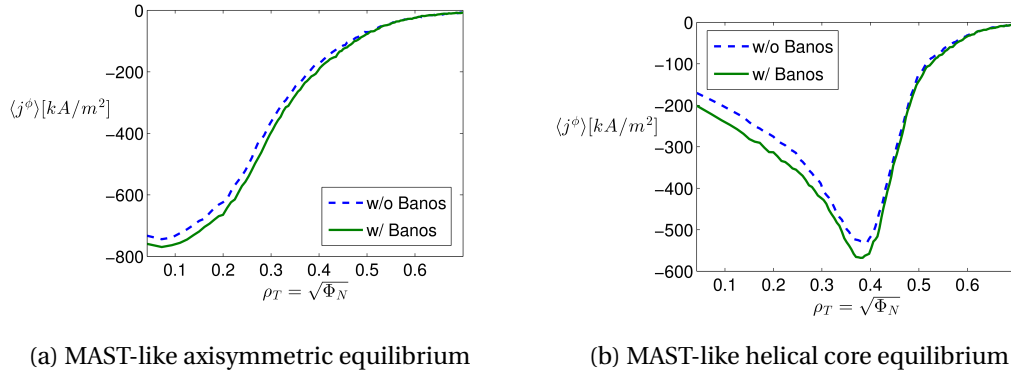 0
−200
⟨j^ϕ⟩[kA/m²]
−400
−600
−800
w/o Banos
w/ Banos
0.1 0.2 0.3 0.4 0.5 0.6
ρ_T = √Φ_N
(a) MAST-like axisymmetric equilibrium
0
w/o Banos
w/ Banos
−100
−200
⟨j^ϕ⟩[kA/m²]
−300
−400
−500
−600
0.1 0.2 0.3 0.4 0.5 0.6
ρ_T = √Φ_N
(b) MAST-like helical core equilibrium